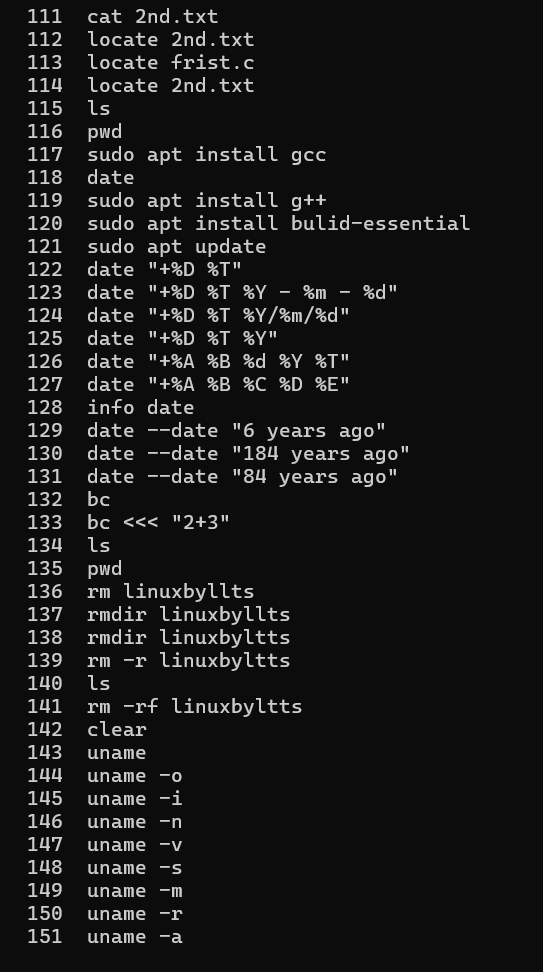 111  cat 2nd.txt
112  locate 2nd.txt
113  locate frist.c
114  locate 2nd.txt
115  ls
116  pwd
117  sudo apt install gcc
118  date
119  sudo apt install g++
120  sudo apt install bulid-essential
121  sudo apt update
122  date "+%D %T"
123  date "+%D %T %Y - %m - %d"
124  date "+%D %T %Y/%m/%d"
125  date "+%D %T %Y"
126  date "+%A %B %d %Y %T"
127  date "+%A %B %C %D %E"
128  info date
129  date --date "6 years ago"
130  date --date "184 years ago"
131  date --date "84 years ago"
132  bc
133  bc <<< "2+3"
134  ls
135  pwd
136  rm linuxbyllts
137  rmdir linuxbyllts
138  rmdir linuxbyltts
139  rm -r linuxbyltts
140  ls
141  rm -rf linuxbyltts
142  clear
143  uname
144  uname -o
145  uname -i
146  uname -n
147  uname -v
148  uname -s
149  uname -m
150  uname -r
151  uname -a